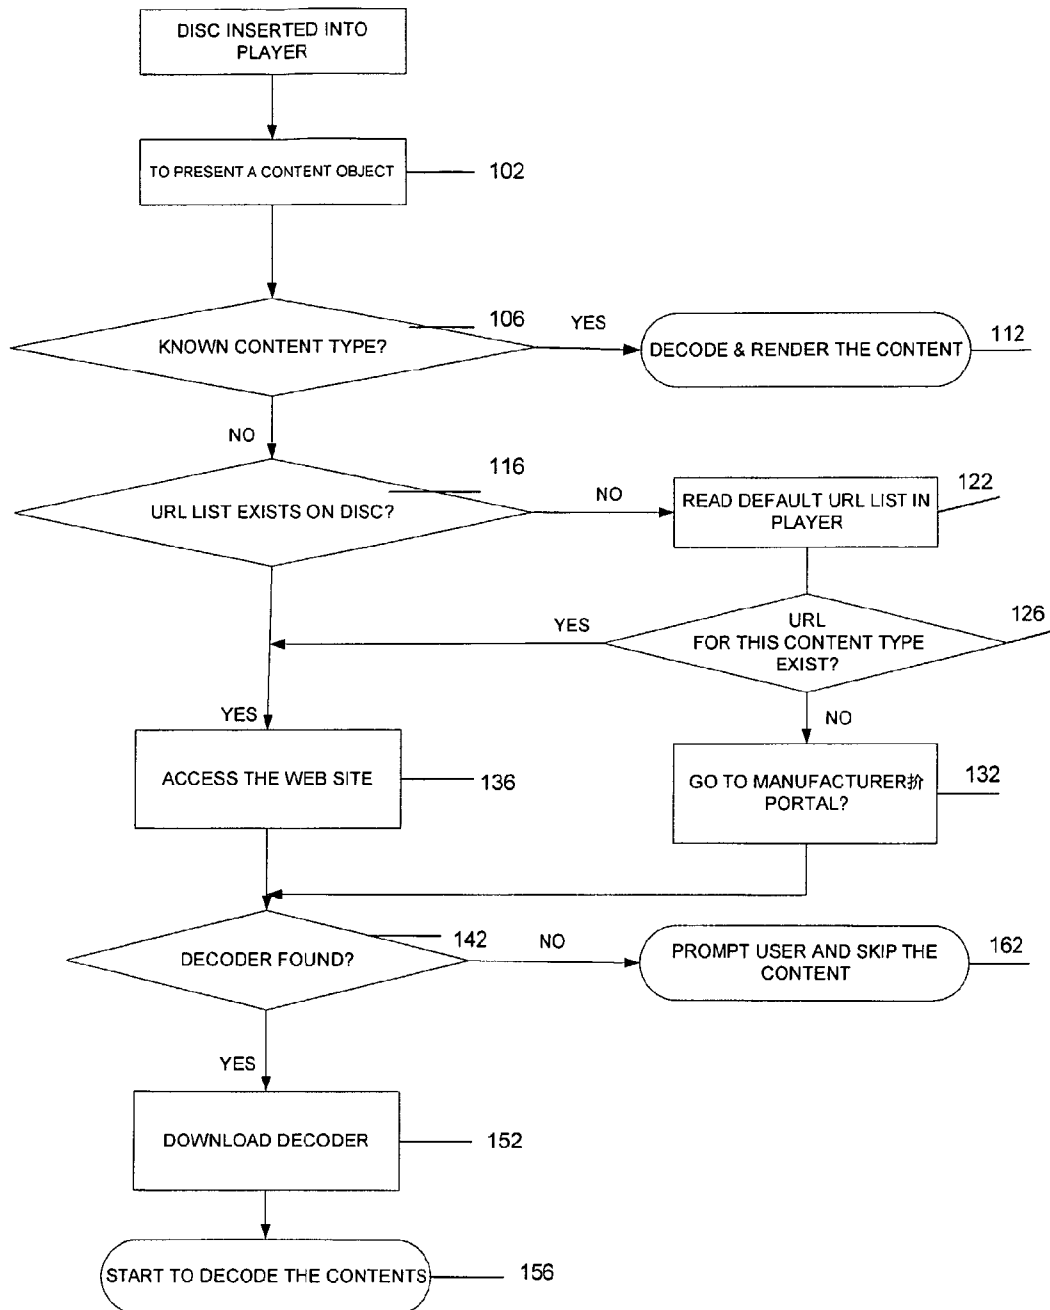 DISC INSERTED INTO
PLAYER
TO PRESENT A CONTENT OBJECT
102
106
KNOWN CONTENT TYPE?
YES
DECODE & RENDER THE CONTENT
112
NO
116
URL LIST EXISTS ON DISC?
NO
READ DEFAULT URL LIST IN
PLAYER
122
YES
URL
FOR THIS CONTENT TYPE
EXIST?
126
YES
NO
ACCESS THE WEB SITE
136
GO TO MANUFACTURER扴
PORTAL?
132
142
DECODER FOUND?
NO
PROMPT USER AND SKIP THE
CONTENT
162
YES
DOWNLOAD DECODER
152
START TO DECODE THE CONTENTS
156